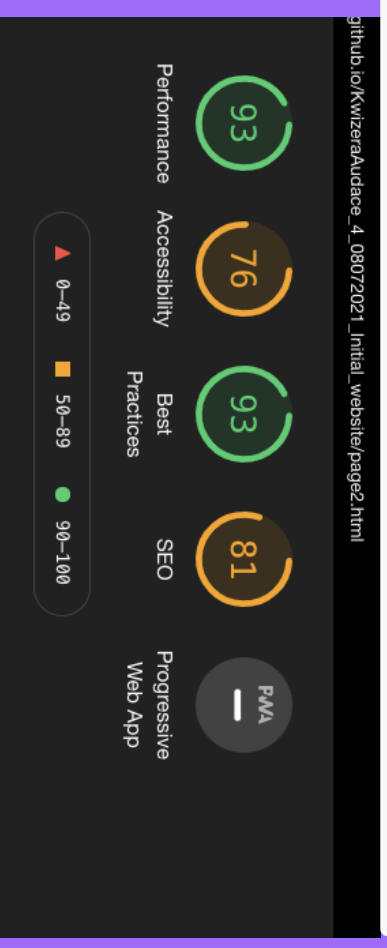 github.io/KwizeraAudace_4_08072021_Initial_website/page2.html
93
76
93
81
PWA
Performance
Accessibility
Best
Practices
SEO
Progressive
Web App
0–49
50–89
90–100